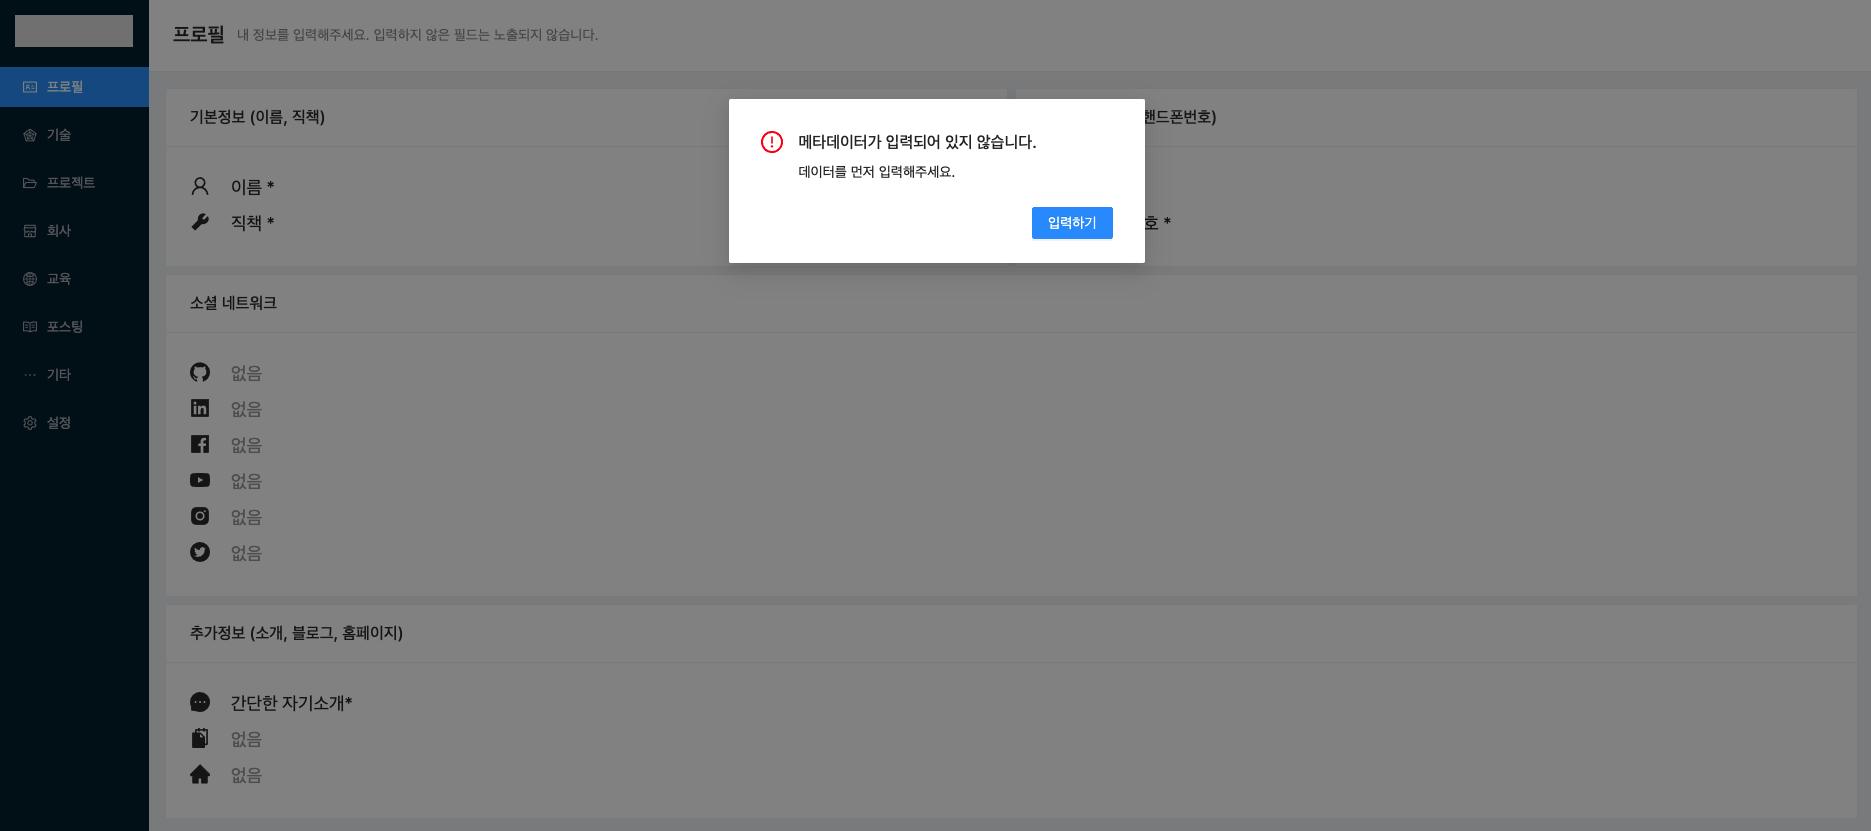 프로필
기술
프로젝트
회사
교육
포스팅
기타
설정
프로필 내 정보를 입력해주세요. 입력하지 않은 필드는 노출되지 않습니다.
기본정보 (이름, 직책)
이름 *
직책 *
핸드폰번호)
호 *
메타데이터가 입력되어 있지 않습니다.
데이터를 먼저 입력해주세요.
입력하기
소셜 네트워크
없음
없음
없음
없음
없음
없음
추가정보 (소개, 블로그, 홈페이지)
간단한 자기소개*
없음
없음